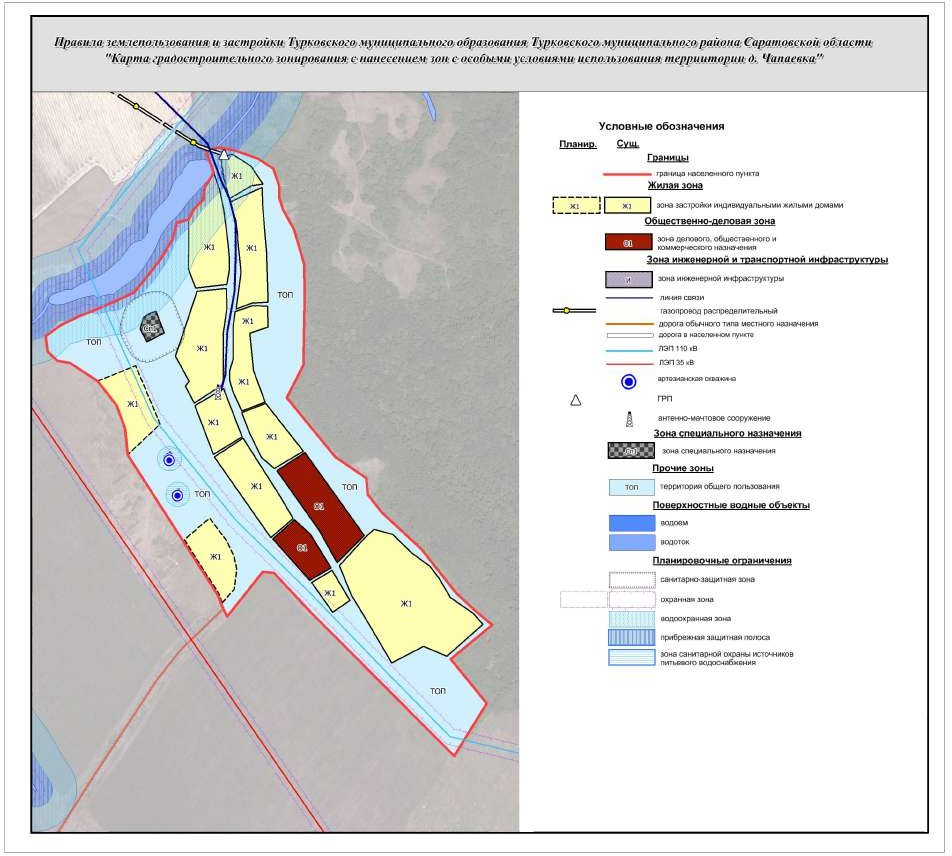 Правила землепользования и застройки Турковского муниципального образования Турковского муниципального района Саратовской области
"Карта градостроительного зонирования с нанесением зон с особыми условиями использования территории д. Чапаевка"
Условные обозначения
Планир. Сущ.
Границы
граница населенного пункта
Жилая зона
Ж1 Ж1 зона застройки индивидуальными жилыми домами
Общественно-деловая зона
О1 зона делового, общественного и
коммерческого назначения
Зона инженерной и транспортной инфраструктуры
И зона инженерной инфраструктуры
линия связи
газопровод распределительный
дорога обычного типа местного назначения
дорога в населенном пункте
ЛЭП 110 кВ
ЛЭП 35 кВ
артезианская скважина
ГРП
антенно-мачтовое сооружение
Зона специального назначения
Сп1 зона специального назначения
Прочие зоны
ТОП территория общего пользования
Поверхностные водные объекты
водоем
водоток
Планировочные ограничения
санитарно-защитная зона
охранная зона
водоохранная зона
прибрежная защитная полоса
зона санитарной охраны источников
питьевого водоснабжения
Ж1
Ж1
Ж1
ТОП
Ж1
Сп1
ТОП
Ж1
Ж1
Ж1
Ж1
Ж1
Ж1
ТОП
ТОП
О1
О1
Ж1
Ж1
Ж1
ТОП